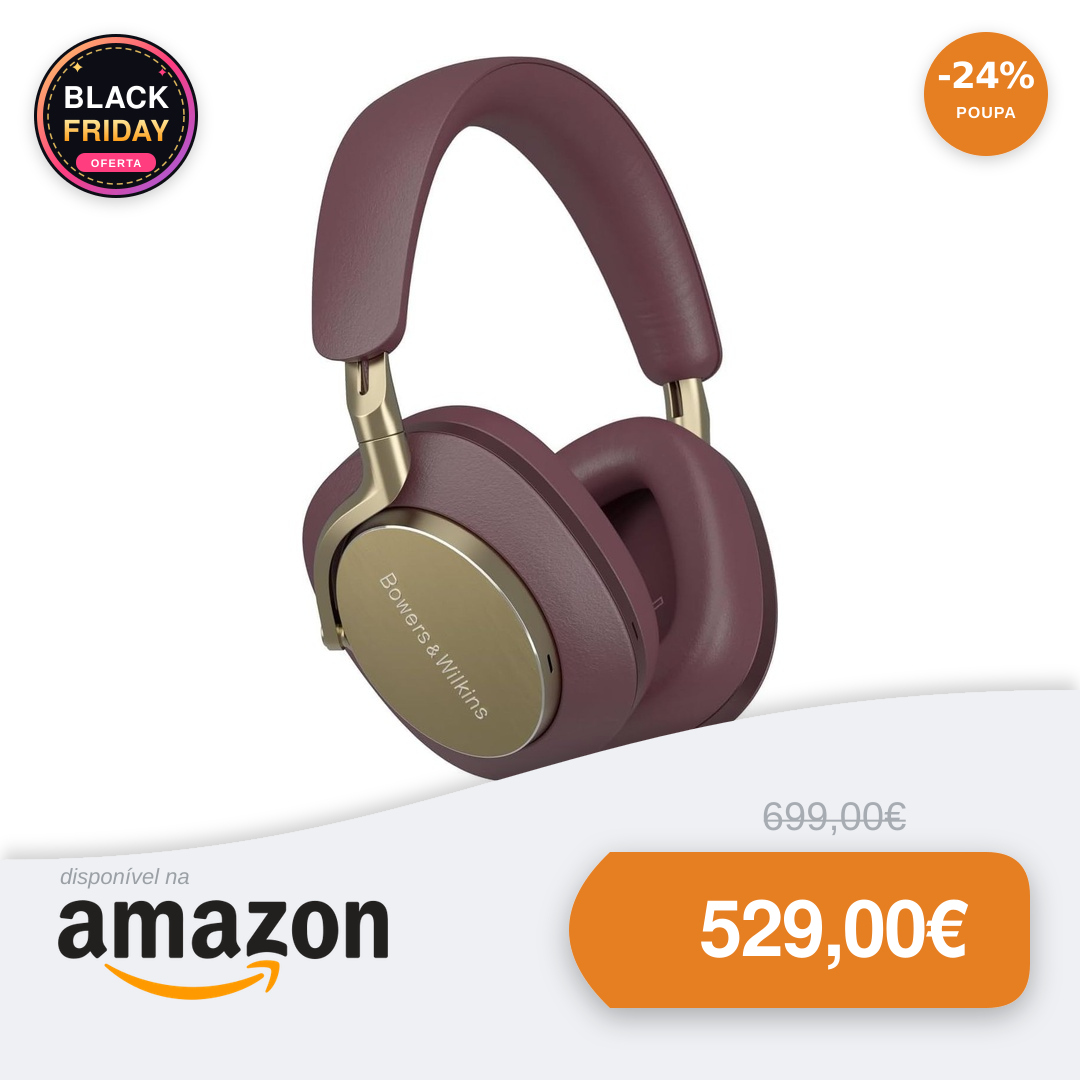 BLACK
FRIDAY
OFERTA
-24%
POUPA
Bowers & Wilkins
699,00€
disponível na
amazon
529,00€